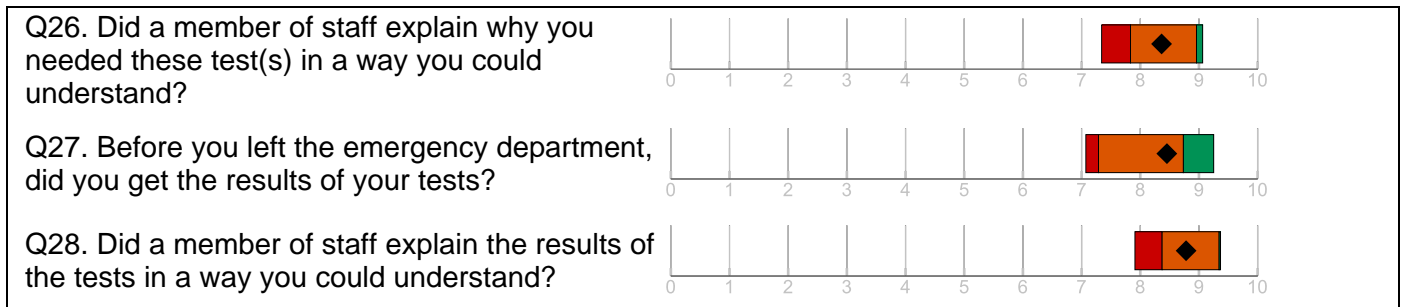 Q26. Did a member of staff explain why you
needed these test(s) in a way you could
understand?
0 1 2 3 4 5 6 7 8 9 10
Q27. Before you left the emergency department,
did you get the results of your tests?
0 1 2 3 4 5 6 7 8 9 10
Q28. Did a member of staff explain the results of
the tests in a way you could understand?
0 1 2 3 4 5 6 7 8 9 10